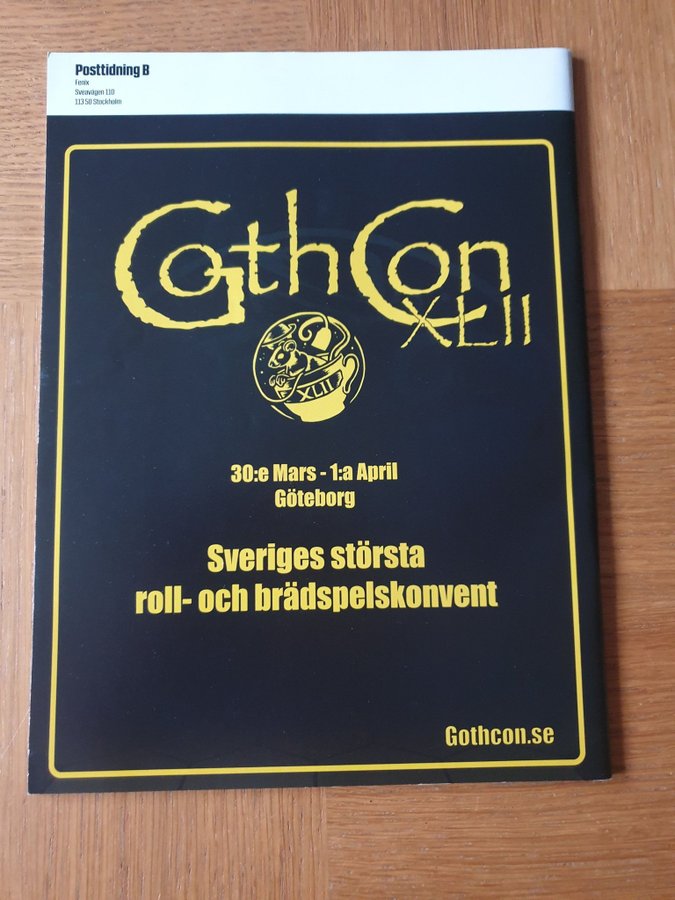 Posttidning B
Fenix
Sveavägen 110
113 50 Stockholm
GothCon
XLII
XLII
30:e Mars - 1:a April
Göteborg
Sveriges största
roll- och brädspelskonvent
Gothcon.se